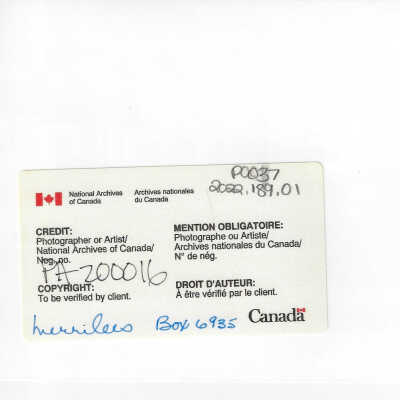 P0037
2022.189.01
National Archives
of Canada
Archives nationales
du Canada
CREDIT:
Photographer or Artist/
National Archives of Canada/
Neg. no.
PA-200016
COPYRIGHT:
To be verified by client.
MENTION OBLIGATOIRE:
Photographe ou Artiste/
Archives nationales du Canada/
N° de nég.
DROIT D'AUTEUR:
À être vérifié par le client.
Merrilees Box 6935
Canada